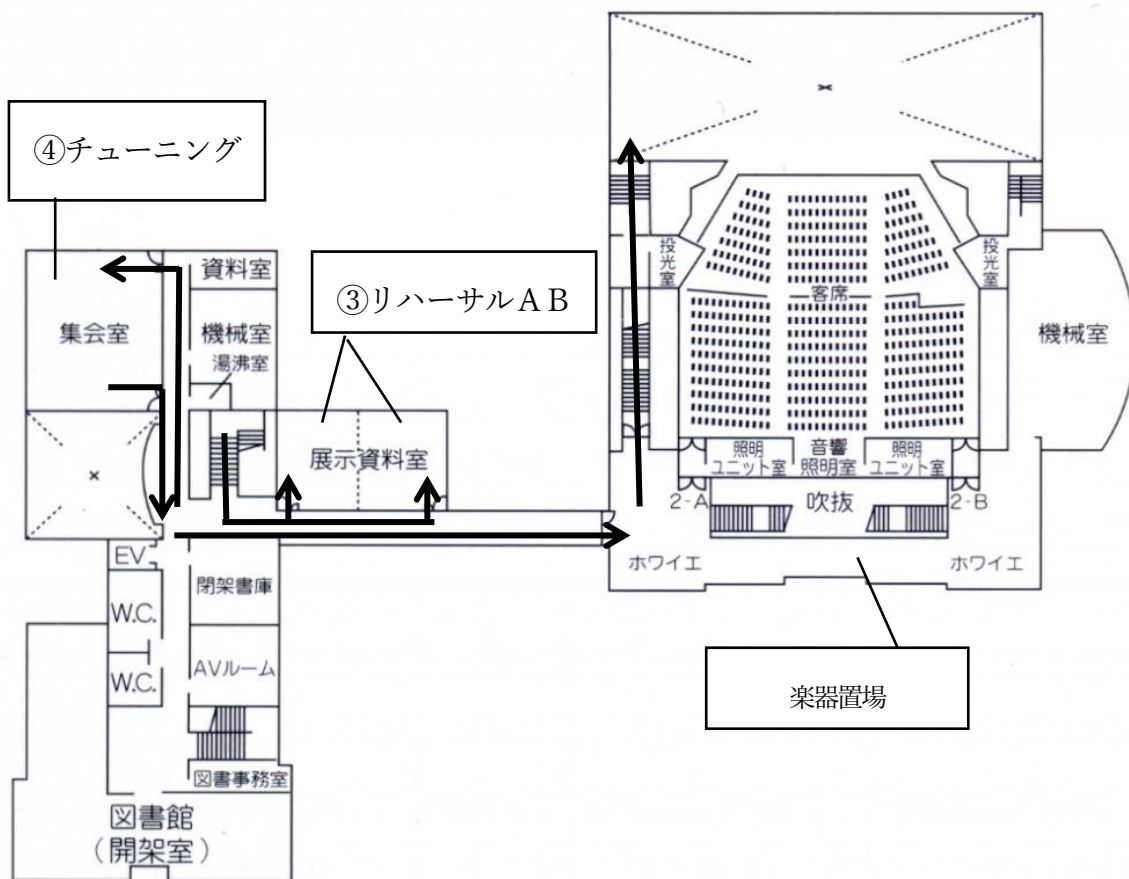 ④チューニング
資料室
③リハーサルＡＢ
機械室
湯沸室
集会室
展示資料室
EV
閉架書庫
W.C.
AVルーム
W.C.
図書事務室
図書館
（開架室）
投光室
投光室
客席
機械室
照明
ユニット室
音響
照明室
照明
ユニット室
2-A
吹抜
2-B
ホワイエ
ホワイエ
楽器置場